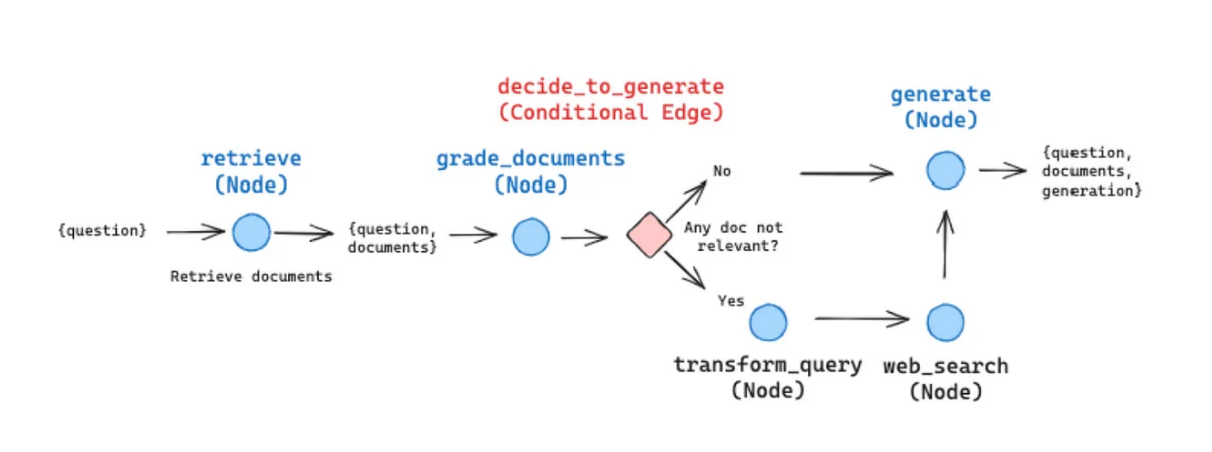 decide_to_generate
(Conditional Edge)
generate
(Node)
retrieve
(Node)
grade_documents
(Node)
No
{question,
documents,
generation}
{question}
{question,
documents}
Any doc not
relevant?
Retrieve documents
Yes
transform_query
(Node)
web_search
(Node)